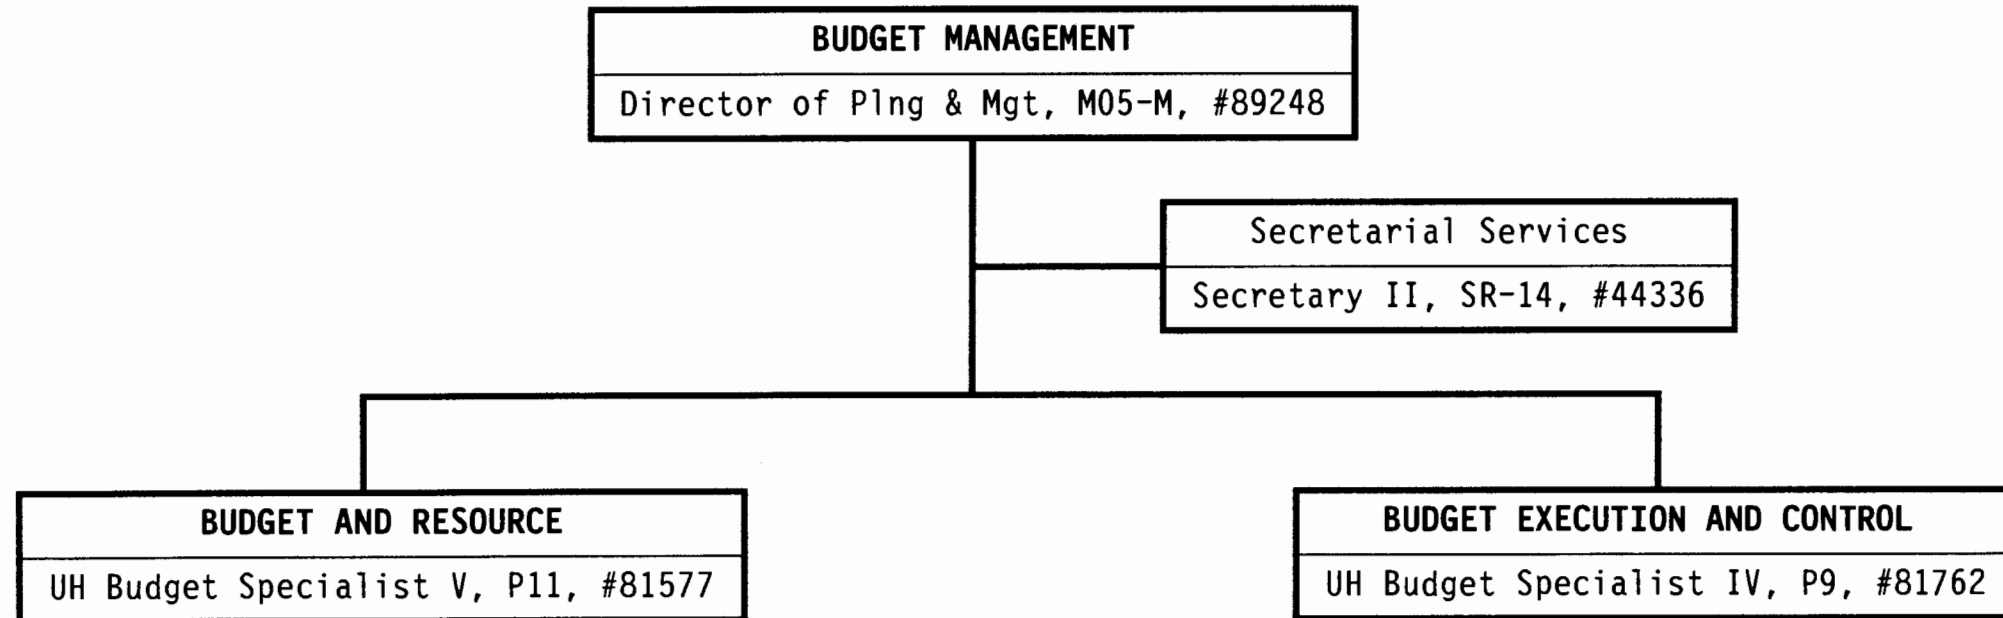 BUDGET MANAGEMENT
Director of Plng & Mgt, M05-M, #89248
Secretarial Services
Secretary II, SR-14, #44336
BUDGET AND RESOURCE
UH Budget Specialist V, P11, #81577
BUDGET EXECUTION AND CONTROL
UH Budget Specialist IV, P9, #81762